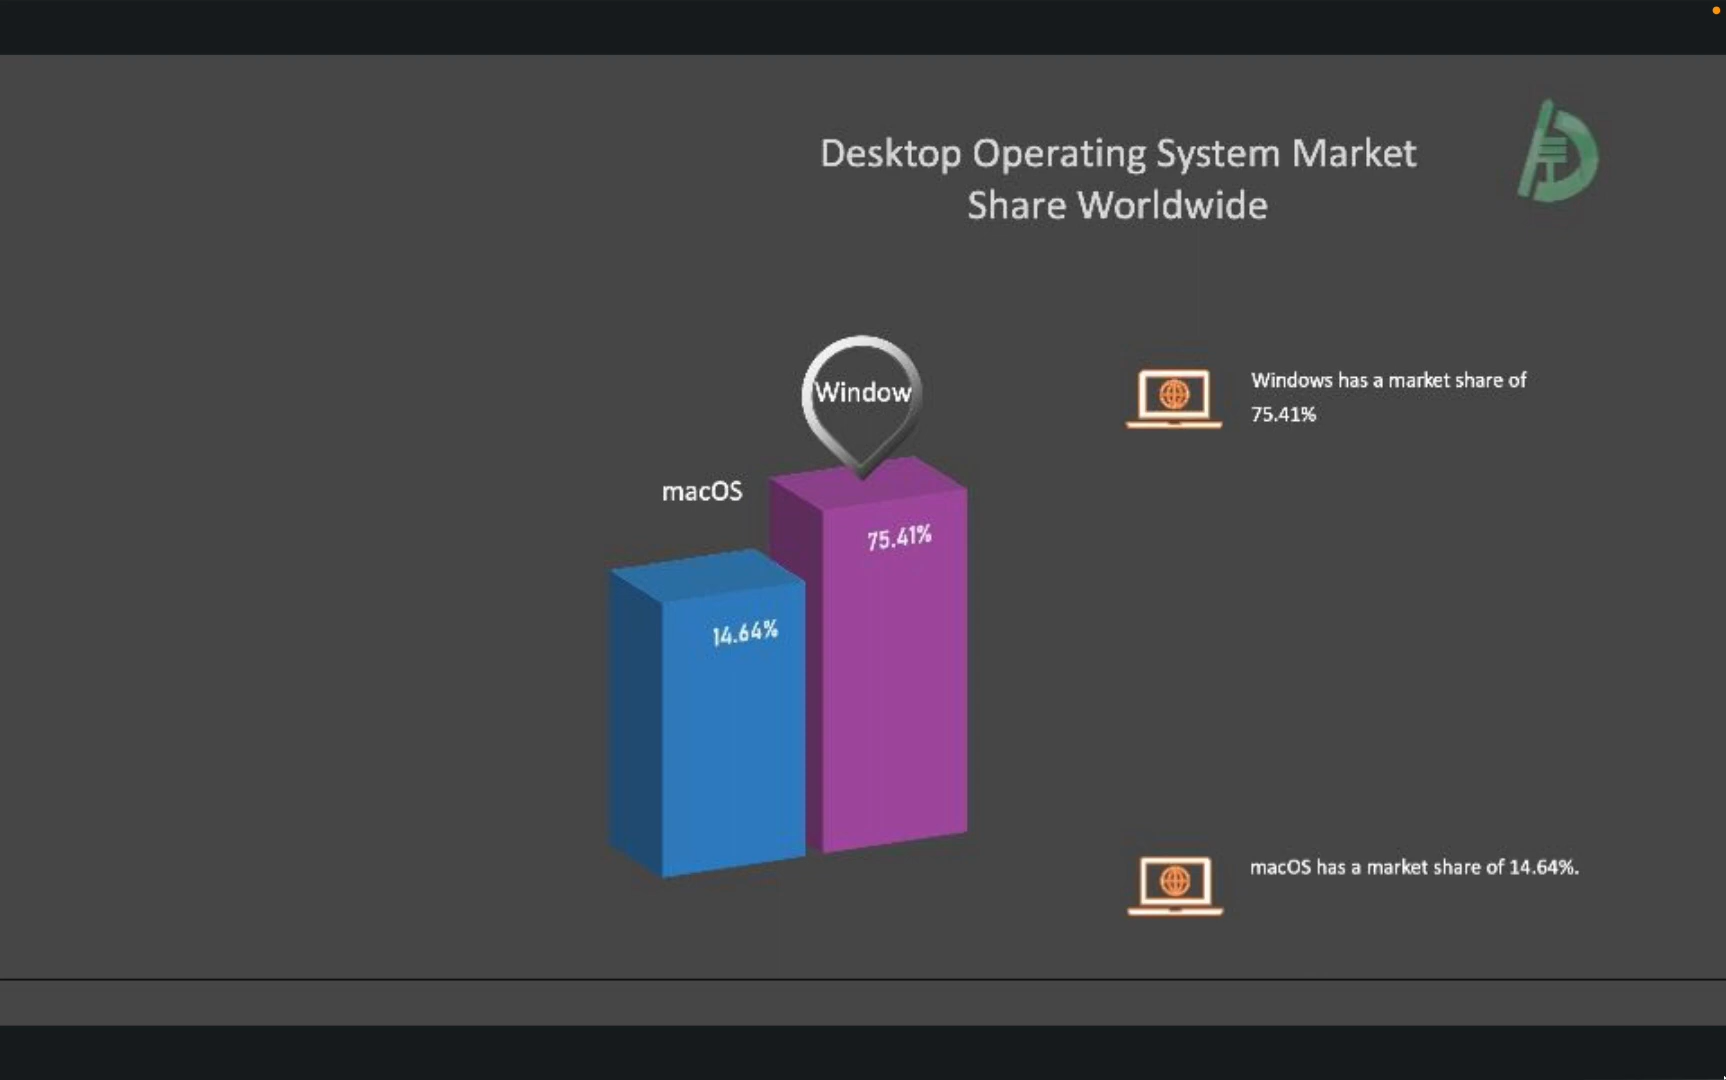 Desktop Operating System Market
Share Worldwide
Window
Windows has a market share of
75.41%
macOS
75.41%
14.64%
macOS has a market share of 14.64%.